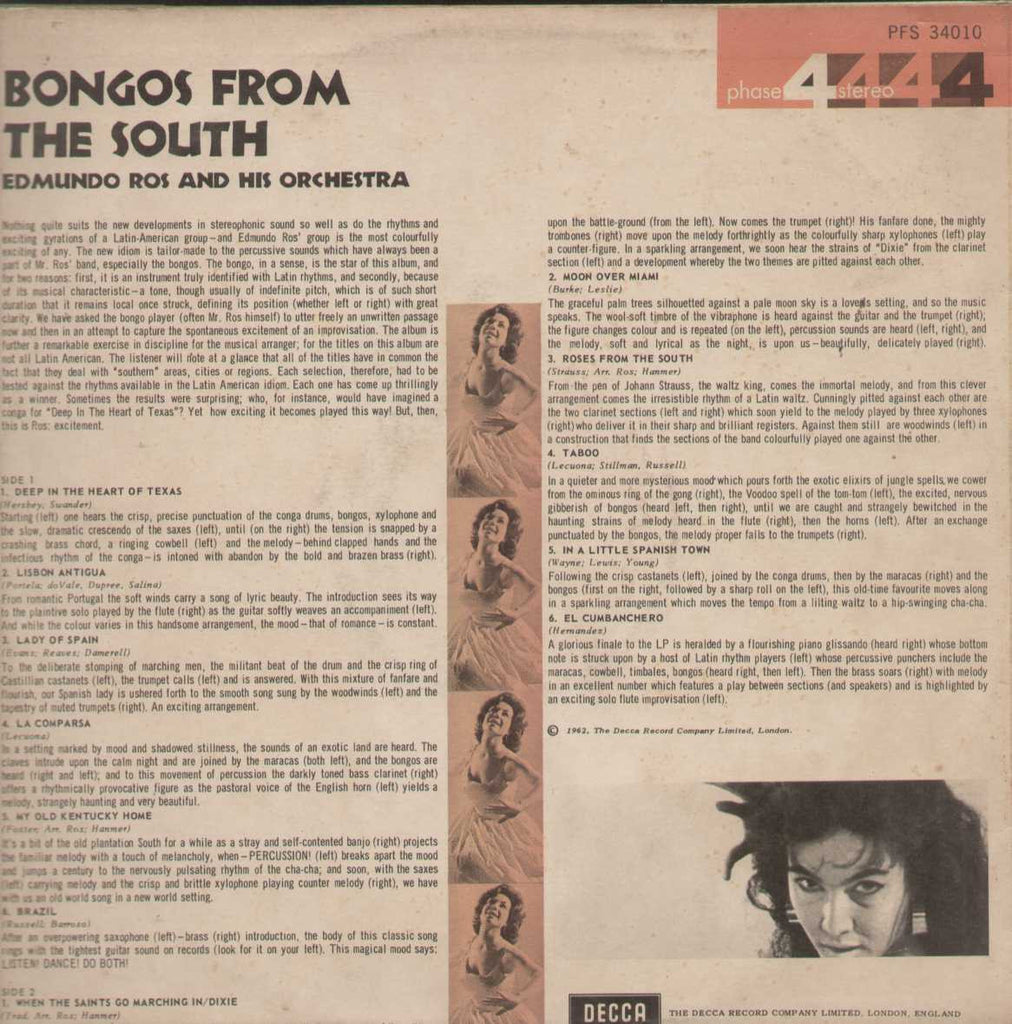 PFS 34010
phase 4 stereo 4 4 4
BONGOS FROM
THE SOUTH
EDMUNDO ROS AND HIS ORCHESTRA
Nothing quite suits the new developments in stereophonic sound so well as do the rhythms and
exciting gyrations of a Latin-American group—and Edmundo Ros' group is the most colourfully
exciting of any. The new idiom is tailor-made to the percussive sounds which have always been a
part of Mr. Ros' band, especially the bongos. The bongo, in a sense, is the star of this album, and
for two reasons: first, it is an instrument truly identified with Latin rhythms, and secondly, because
of its musical characteristic—a tone, though usually of indefinite pitch, which is of such short
duration that it remains local once struck, defining its position (whether left or right) with great
clarity. We have asked the bongo player (often Mr. Ros himself) to utter freely an unwritten passage
now and then in an attempt to capture the spontaneous excitement of an improvisation. The album is
further a remarkable exercise in discipline for the musical arranger; for the titles on this album are
not all Latin American. The listener will note at a glance that all of the titles have in common the
fact that they deal with "southern" areas, cities or regions. Each selection, therefore, had to be
tested against the rhythms available in the Latin American idiom. Each one has come up thrillingly
as a winner. Sometimes the results were surprising; who, for instance, would have imagined a
conga for "Deep In The Heart of Texas"? Yet how exciting it becomes played this way! But, then,
this is Ros: excitement.
SIDE 1
1. DEEP IN THE HEART OF TEXAS
(Hershey, Swander)
Starting (left) one hears the crisp, precise punctuation of the conga drums, bongos, xylophone and
the slow, dramatic crescendo of the saxes (left), until (on the right) the tension is snapped by a
crashing brass chord, a ringing cowbell (left) and the melody—behind clapped hands and the
infectious rhythm of the conga—is intoned with abandon by the bold and brazen brass (right).
2. LISBON ANTIGUA
(Portela; doVale, Dupree, Salina)
From romantic Portugal the soft winds carry a song of lyric beauty. The introduction sees its way
to the plaintive solo played by the flute (right) as the guitar softly weaves an accompaniment (left).
And while the colour varies in this handsome arrangement, the mood—that of romance—is constant.
3. LADY OF SPAIN
(Evans; Reaves; Damerell)
To the deliberate stomping of marching men, the militant beat of the drum and the crisp ring of
Castillian castanets (left), the trumpet calls (left) and is answered. With this mixture of fanfare and
flourish, our Spanish lady is ushered forth to the smooth song sung by the woodwinds (left) and the
tapestry of muted trumpets (right). An exciting arrangement.
4. LA COMPARSA
(Lecuona)
In a setting marked by mood and shadowed stillness, the sounds of an exotic land are heard. The
claves intrude upon the calm night and are joined by the maracas (both left), and the bongos are
heard (right and left); and to this movement of percussion the darkly toned bass clarinet (right)
offers a rhythmically provocative figure as the pastoral voice of the English horn (left) yields a
melody, strangely haunting and very beautiful.
5. MY OLD KENTUCKY HOME
(Foster; Arr. Ros; Hanmer)
It's a bit of the old plantation South for a while as a stray and self-contented banjo (right) projects
the familiar melody with a touch of melancholy, when—PERCUSSION! (left) breaks apart the mood
and jumps a century to the nervously pulsating rhythm of the cha-cha; and soon, with the saxes
(left) carrying melody and the crisp and brittle xylophone playing counter melody (right), we have
with us an old world song in a new world setting.
6. BRAZIL
(Russell; Barroso)
After an overpowering saxophone (left)—brass (right) introduction, the body of this classic song
rings with the tightest guitar sound on records (look for it on your left). This magical mood says:
LISTEN! DANCE! DO BOTH!
SIDE 2
1. WHEN THE SAINTS GO MARCHING IN/DIXIE
(Trad. Arr. Ros; Hanmer)
upon the battle-ground (from the left). Now comes the trumpet (right)! His fanfare done, the mighty
trombones (right) move upon the melody forthrightly as the colourfully sharp xylophones (left) play
a counter-figure. In a sparkling arrangement, we soon hear the strains of "Dixie" from the clarinet
section (left) and a development whereby the two themes are pitted against each other.
2. MOON OVER MIAMI
(Burke; Leslie)
The graceful palm trees silhouetted against a pale moon sky is a lovers setting, and so the music
speaks. The wool-soft timbre of the vibraphone is heard against the guitar and the trumpet (right);
the figure changes colour and is repeated (on the left), percussion sounds are heard (left, right), and
the melody, soft and lyrical as the night, is upon us—beautifully, delicately played (right).
3. ROSES FROM THE SOUTH
(Strauss; Arr. Ros; Hanmer)
From the pen of Johann Strauss, the waltz king, comes the immortal melody, and from this clever
arrangement comes the irresistible rhythm of a Latin waltz. Cunningly pitted against each other are
the two clarinet sections (left and right) which soon yield to the melody played by three xylophones
(right) who deliver it in their sharp and brilliant registers. Against them still are woodwinds (left) in
a construction that finds the sections of the band colourfully played one against the other.
4. TABOO
(Lecuona; Stillman, Russell)
In a quieter and more mysterious mood which pours forth the exotic elixirs of jungle spells, we cower
from the ominous ring of the gong (right), the Voodoo spell of the tom-tom (left), the excited, nervous
gibberish of bongos (heard left, then right), until we are caught and strangely bewitched in the
haunting strains of melody heard in the flute (right), then the horns (left). After an exchange
punctuated by the bongos, the melody proper falls to the trumpets (right).
5. IN A LITTLE SPANISH TOWN
(Wayne; Lewis; Young)
Following the crisp castanets (left), joined by the conga drums, then by the maracas (right) and the
bongos (first on the right, followed by a sharp roll on the left), this old-time favourite moves along
in a sparkling arrangement which moves the tempo from a lilting waltz to a hip-swinging cha-cha.
6. EL CUMBANCHERO
(Hernandez)
A glorious finale to the LP is heralded by a flourishing piano glissando (heard right) whose bottom
note is struck upon by a host of Latin rhythm players (left) whose percussive punchers include the
maracas, cowbell, timbales, bongos (heard right, then left). Then the brass soars (right) with melody
in an excellent number which features a play between sections (and speakers) and is highlighted by
an exciting solo flute improvisation (left).
© 1962, The Decca Record Company Limited, London.
DECCA
THE DECCA RECORD COMPANY LIMITED, LONDON, ENGLAND